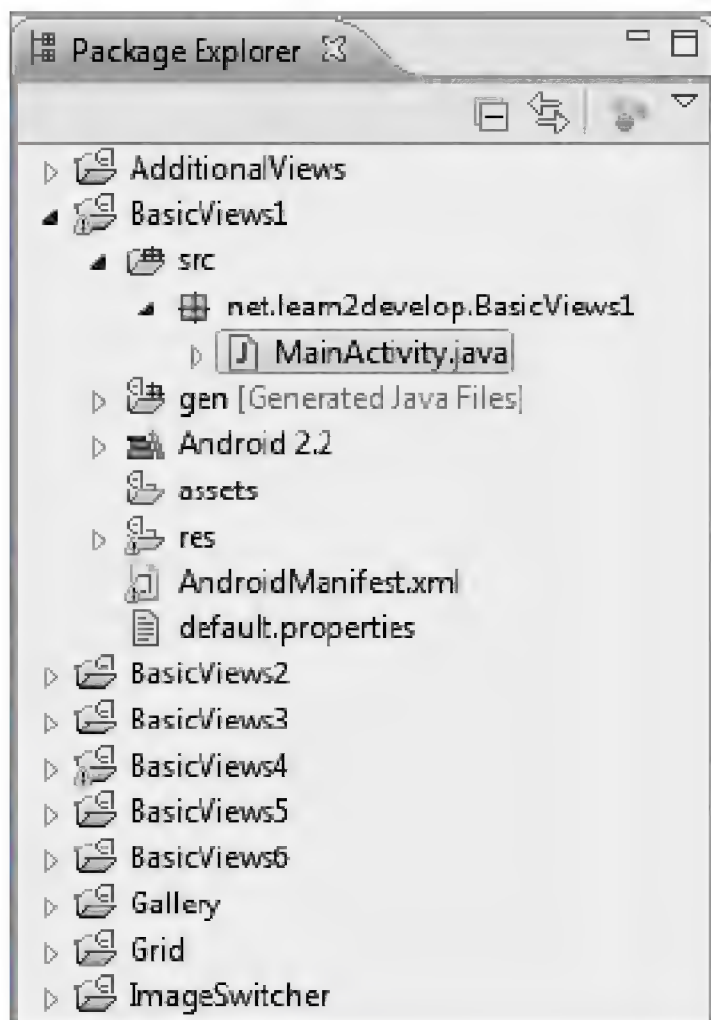 Package Explorer
AdditionalViews
BasicViews1
src
net.learn2develop.BasicViews1
MainActivity.java
gen [Generated Java Files]
Android 2.2
assets
res
AndroidManifest.xml
default.properties
BasicViews2
BasicViews3
BasicViews4
BasicViews5
BasicViews6
Gallery
Grid
ImageSwitcher